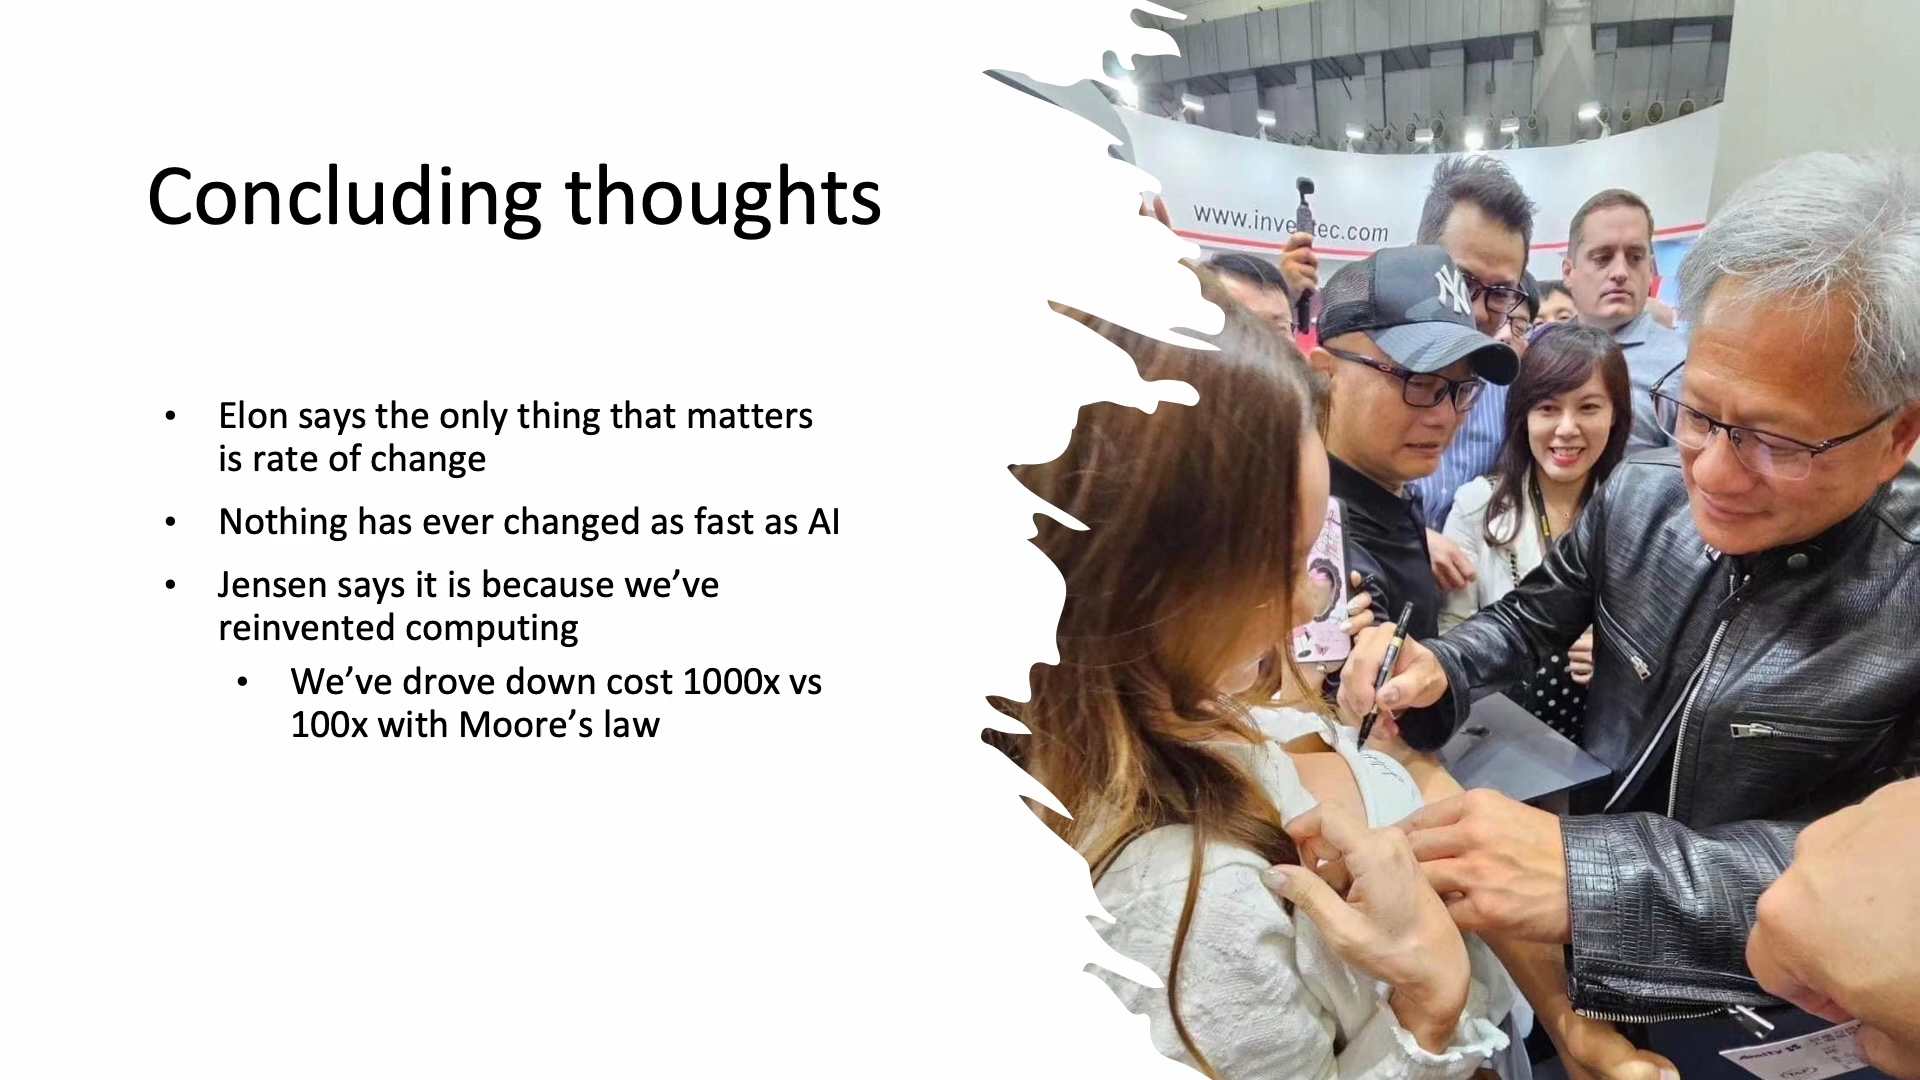 Concluding thoughts
• Elon says the only thing that matters
is rate of change
• Nothing has ever changed as fast as AI
• Jensen says it is because we’ve
reinvented computing
• We’ve drove down cost 1000x vs
100x with Moore’s law
NY